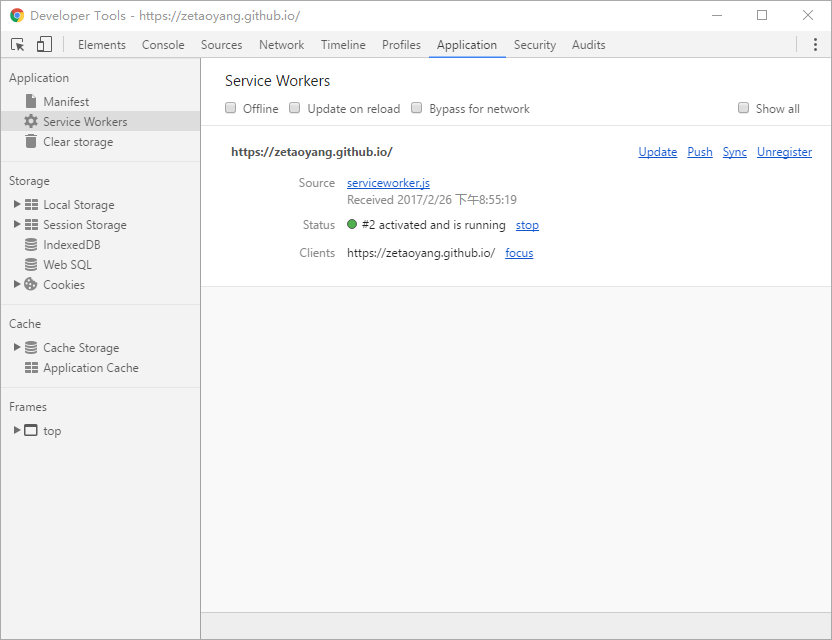 Developer Tools - https://zetaoyang.github.io/
Elements Console Sources Network Timeline Profiles Application Security Audits
Application
Manifest
Service Workers
Clear storage
Storage
Local Storage
Session Storage
IndexedDB
Web SQL
Cookies
Cache
Cache Storage
Application Cache
Frames
top
Service Workers
Offline Update on reload Bypass for network Show all
https://zetaoyang.github.io/ Update Push Sync Unregister
Source serviceworker.js
Received 2017/2/26 下午8:55:19
Status #2 activated and is running stop
Clients https://zetaoyang.github.io/ focus